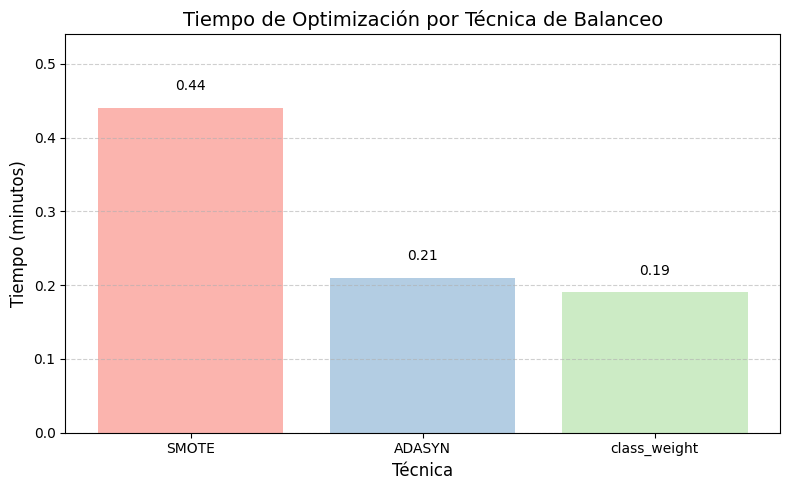 Tiempo de Optimización por Técnica de Balanceo
Tiempo (minutos)
0.5
0.4
0.3
0.2
0.1
0.0
0.44
0.21
0.19
SMOTE
ADASYN
class_weight
Técnica